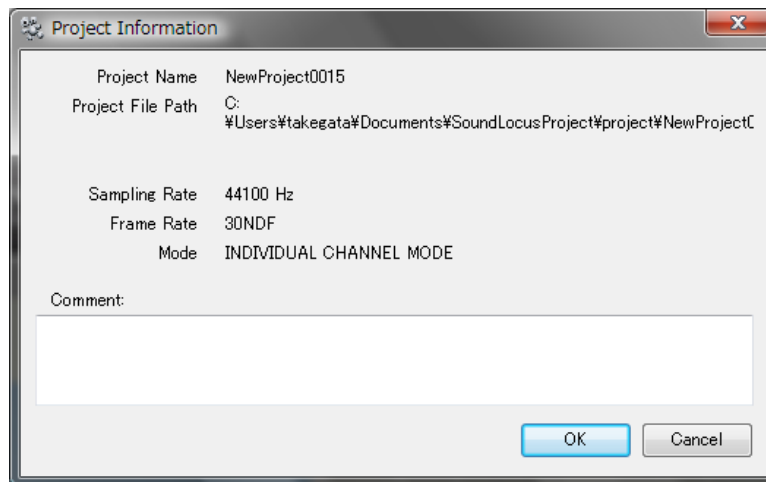 Project Information
Project Name NewProject0015
Project File Path C:
¥Users¥takegata¥Documents¥SoundLocusProject¥project¥
Sampling Rate 44100 Hz
Frame Rate 30NDF
Mode INDIVIDUAL CHANNEL MODE
Comment:
OK Cancel